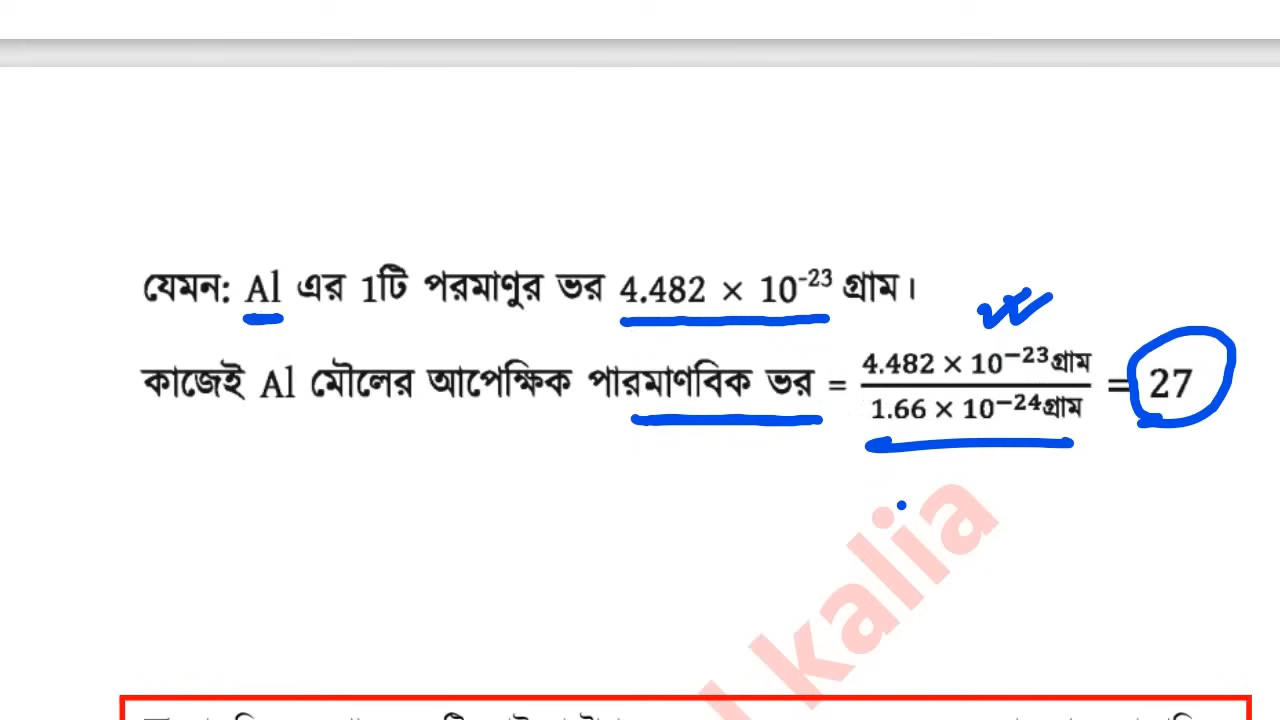 যেমন: Al এর 1টি পরমাণুর ভর 4.482 × 10⁻²³ গ্রাম।
কাজেই Al মৌলের আপেক্ষিক পারমাণবিক ভর = 4.482 × 10⁻²³গ্রাম / 1.66 × 10⁻²⁴গ্রাম = 27
kalia